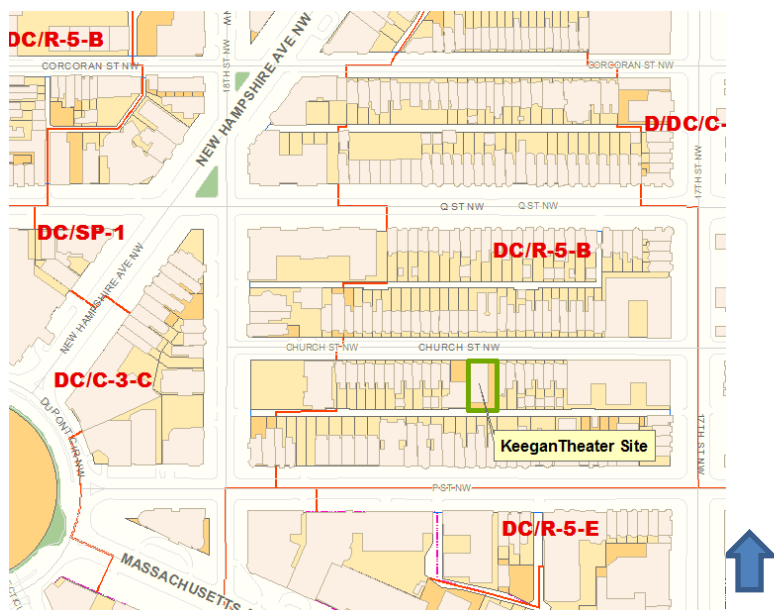 DC/R-5-B
CORCORAN ST NW
18TH ST NW
NEW HAMPSHIRE AVE NW
CORCORAN ST NW
D/DC/C-
17TH ST NW
Q ST NW
Q ST NW
DC/SP-1
DC/R-5-B
NEW HAMPSHIRE AVE NW
CHURCH ST NW
CHURCH ST NW
DC/C-3-C
DUPONT CIR NW
KeeganTheater Site
17TH ST NW
P ST NW
DC/R-5-E
MASSACHUSETTS